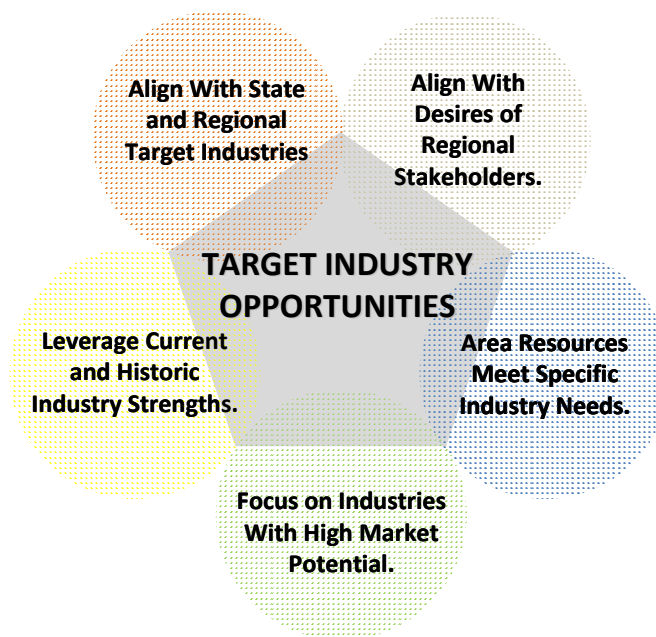 Align With State
and Regional
Target Industries
Align With
Desires of
Regional
Stakeholders.
TARGET INDUSTRY
OPPORTUNITIES
Leverage Current
and Historic
Industry Strengths.
Area Resources
Meet Specific
Industry Needs.
Focus on Industries
With High Market
Potential.